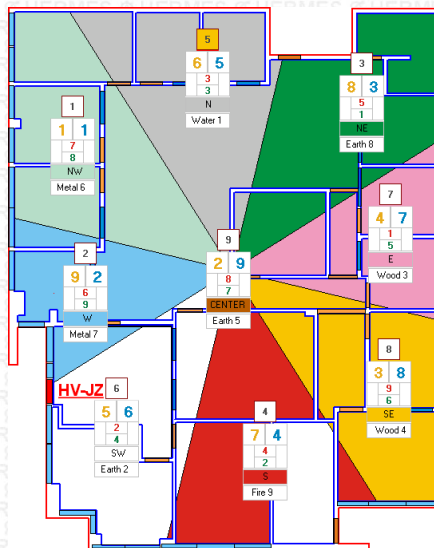 5
6 5
3
3
N
Water 1
3
8 3
5
1
NE
Earth 8
1
1 1
7
8
NW
Metal 6
7
4 7
1
5
E
Wood 3
9
2 9
8
7
CENTER
Earth 5
2
9 2
6
9
W
Metal 7
8
3 8
9
6
SE
Wood 4
HV-JZ
6
5 6
2
4
SW
Earth 2
4
7 4
4
2
S
Fire 9